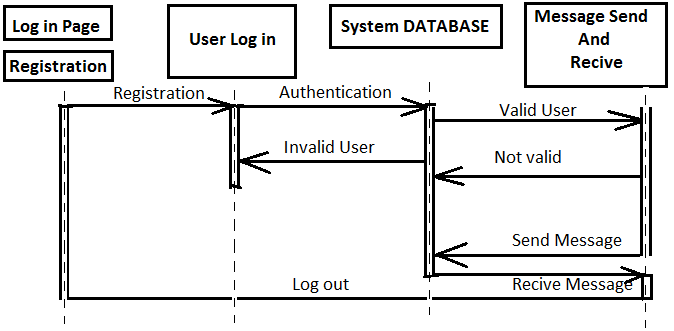 Log in Page
Registration
User Log in
System DATABASE
Message Send
And
Recive
Registration
Authentication
Valid User
Invalid User
Not valid
Send Message
Recive Message
Log out